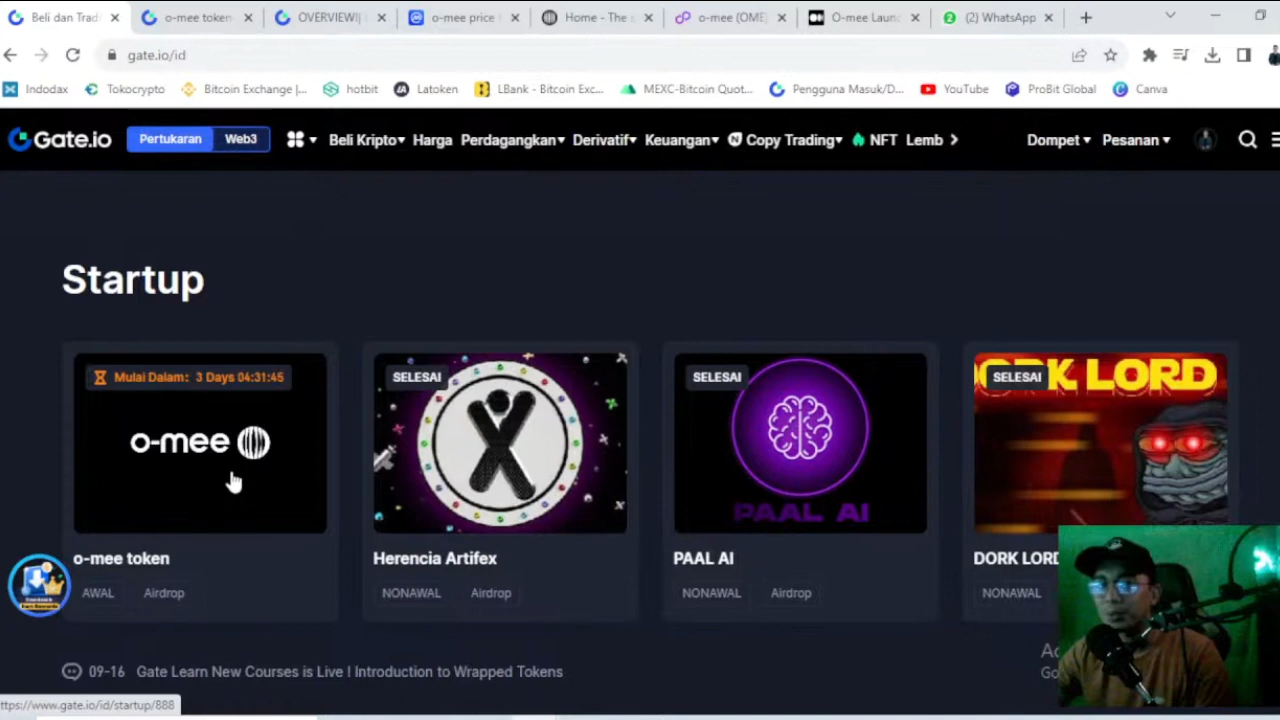 Beli dan Trad
o-mee token
OVERVIEW||
o-mee price
Home - The
o-mee (OME
O-mee Laun
(2) WhatsApp
gate.io/id
Indodax
Tokocrypto
Bitcoin Exchange |...
hotbit
Latoken
LBank - Bitcoin Exc...
MEXC-Bitcoin Quot...
Pengguna Masuk/D...
YouTube
ProBit Global
Canva
Gate.io
Pertukaran
Web3
Beli Kripto
Harga
Perdagangkan
Derivatif
Keuangan
Copy Trading
NFT
Lemb
Dompet
Pesanan
Startup
Mulai Dalam: 3 Days 04:31:45
SELESAI
SELESAI
SELESAI
DORK LORD
o-mee
PAAL AI
o-mee token
Herencia Artifex
PAAL AI
DORK LORD
AWAL
Airdrop
NONAWAL
Airdrop
NONAWAL
Airdrop
NONAWAL
09-16 Gate Learn New Courses is Live ! Introduction to Wrapped Tokens
ttps://www.gate.io/id/startup/888